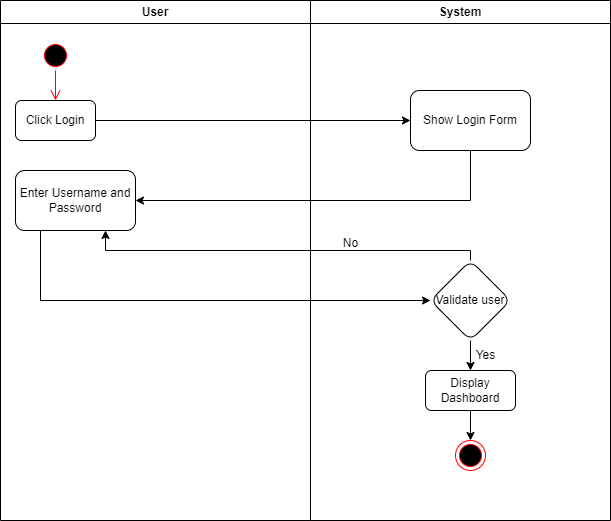 User
System
Click Login
Show Login Form
Enter Username and
Password
No
Validate user
Yes
Display
Dashboard